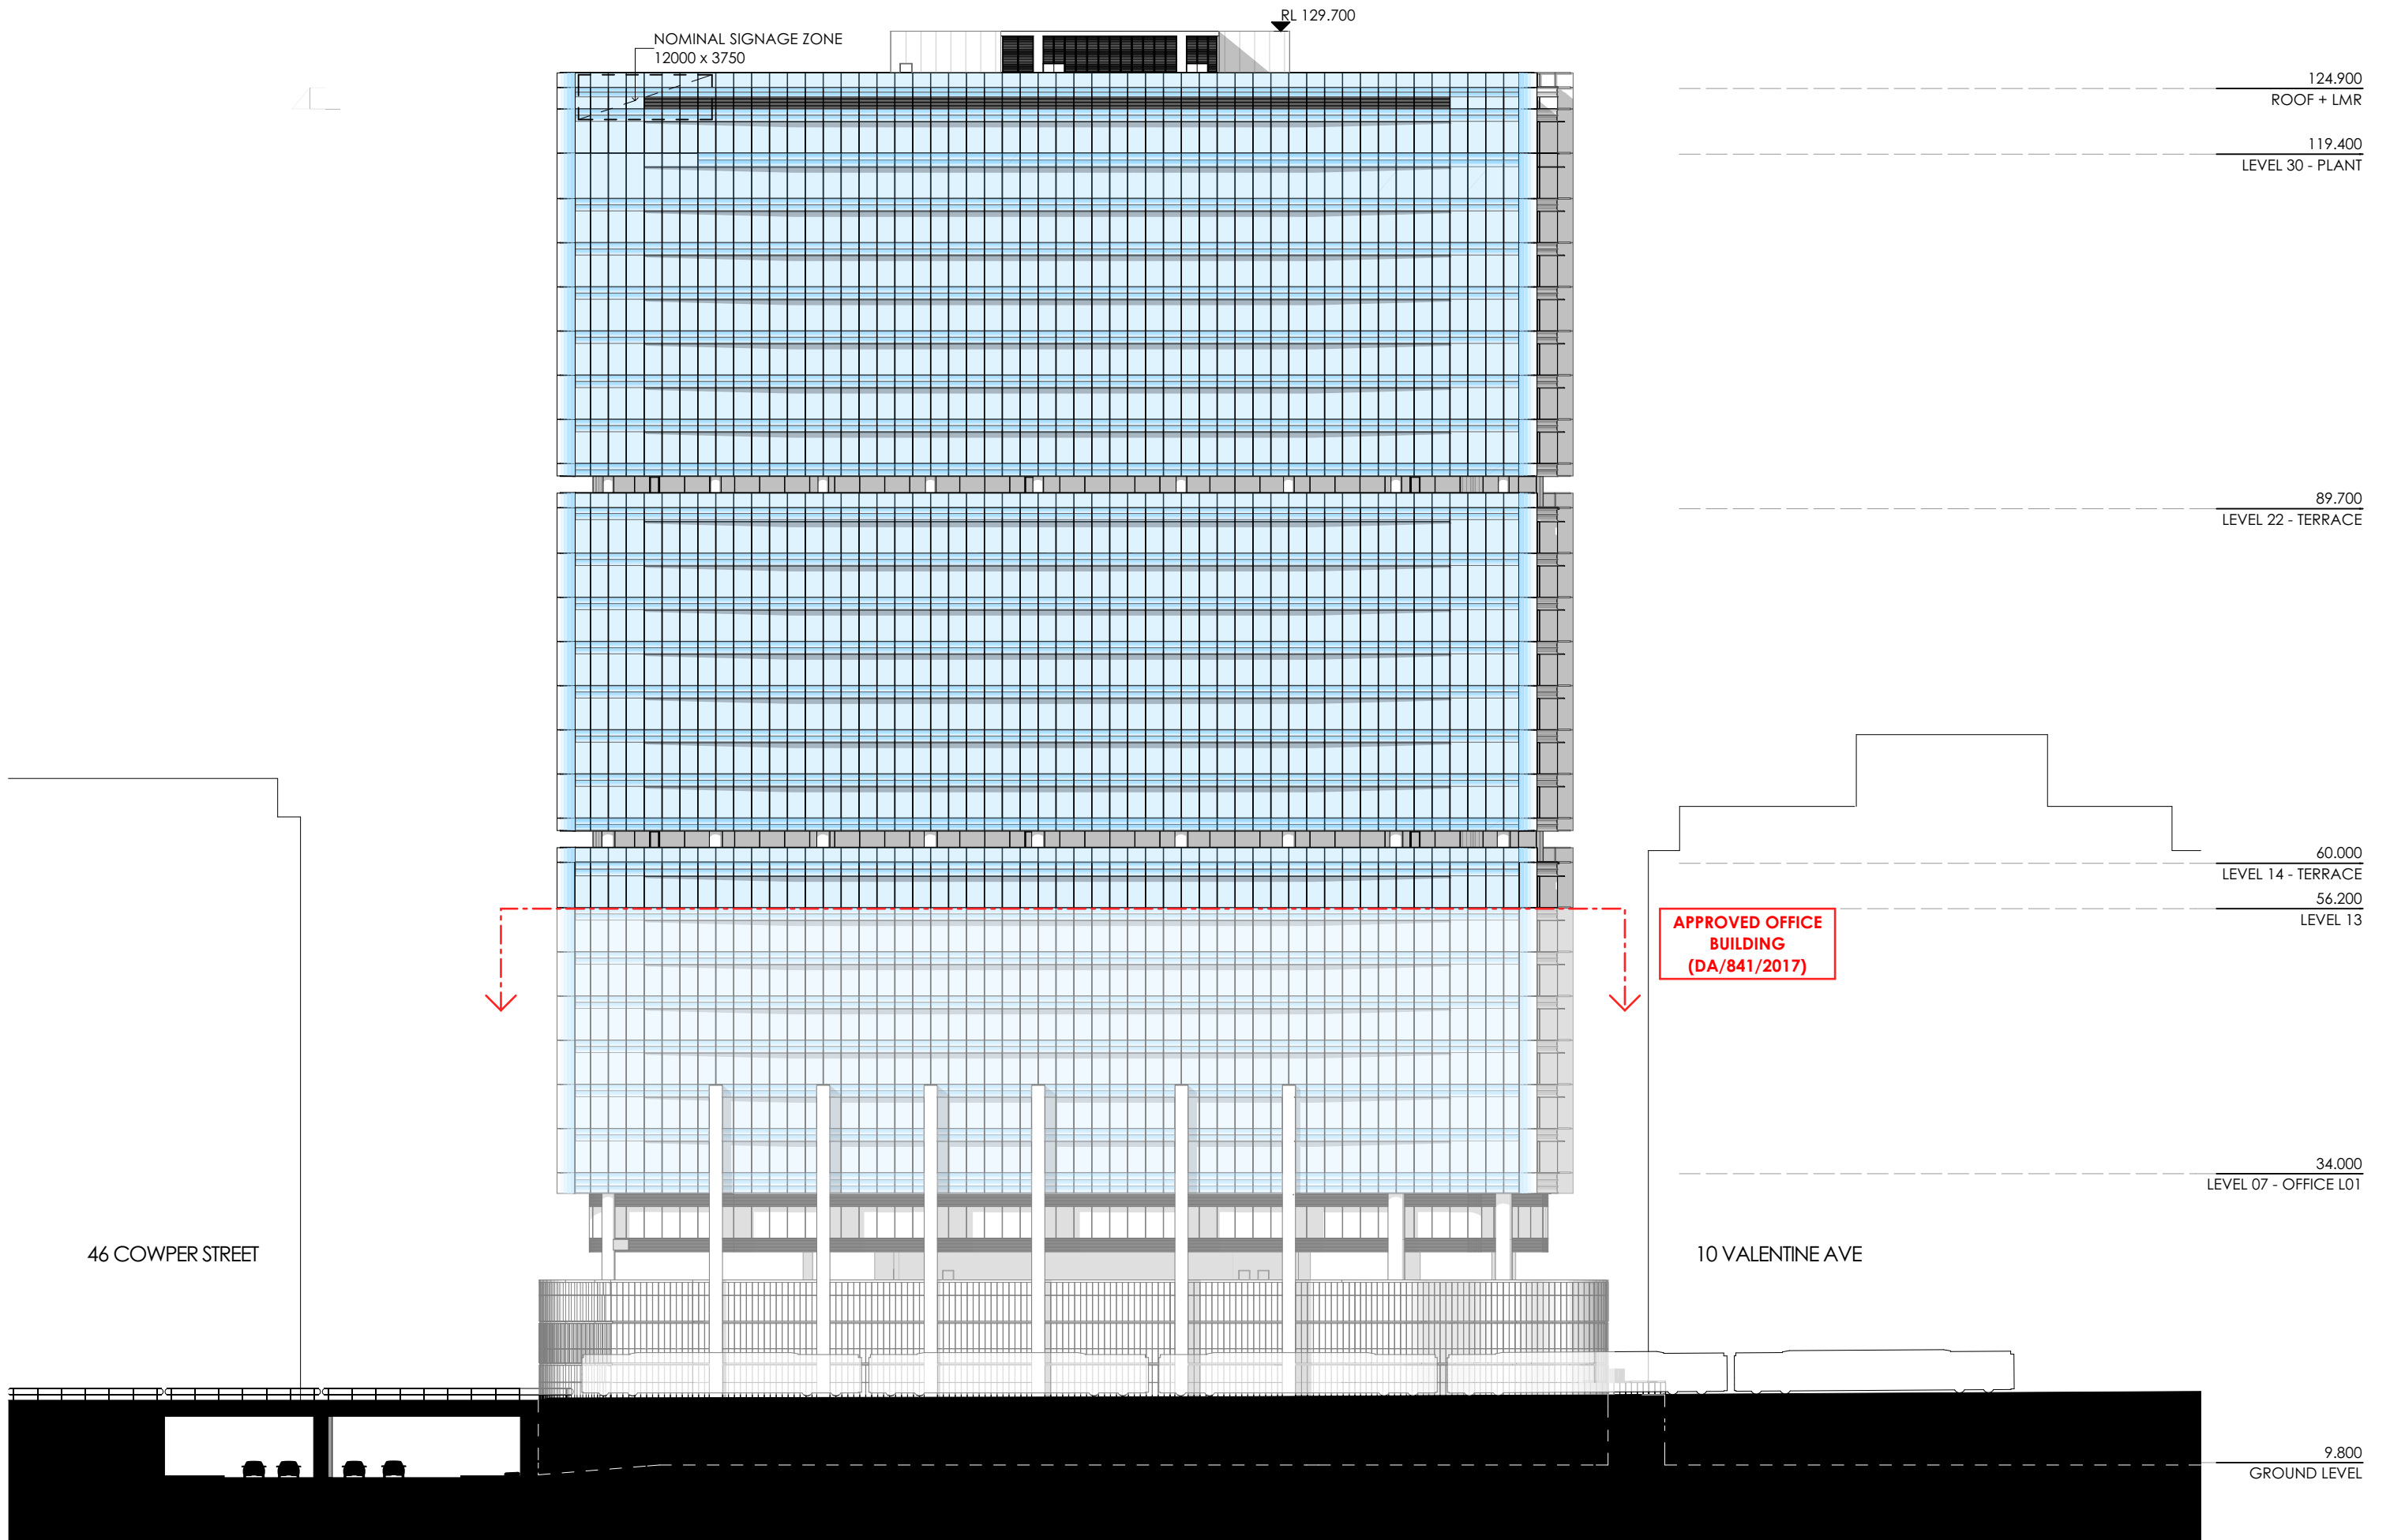 RL 129.700
NOMINAL SIGNAGE ZONE
12000 x 3750
124.900
ROOF + LMR
119.400
LEVEL 30 - PLANT
89.700
LEVEL 22 - TERRACE
60.000
LEVEL 14 - TERRACE
56.200
LEVEL 13
APPROVED OFFICE
BUILDING
(DA/841/2017)
34.000
LEVEL 07 - OFFICE L01
46 COWPER STREET
10 VALENTINE AVE
9.800
GROUND LEVEL